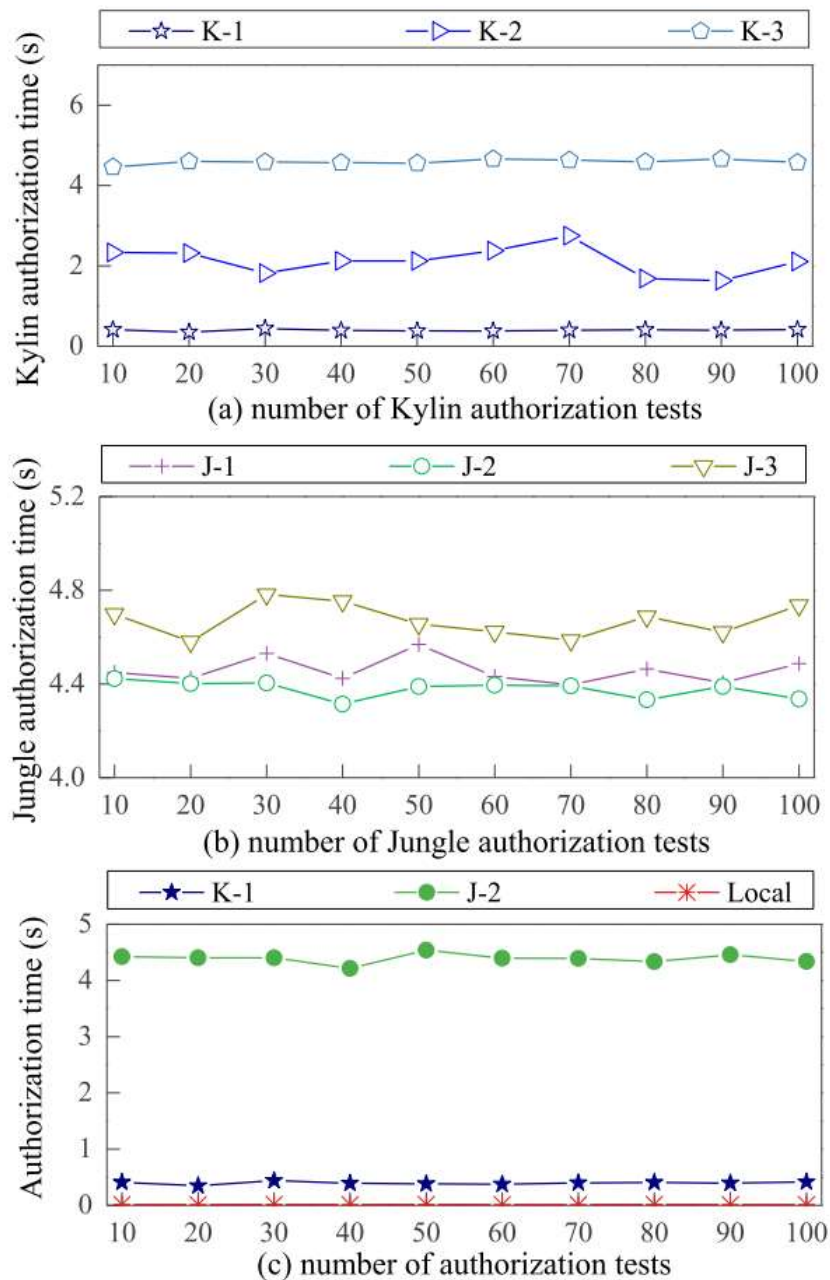 K-1 K-2 K-3
Kylin authorization time (s)
6
4
2
0
10 20 30 40 50 60 70 80 90 100
(a) number of Kylin authorization tests
J-1 J-2 J-3
Jungle authorization time (s)
5.2
4.8
4.4
4.0
10 20 30 40 50 60 70 80 90 100
(b) number of Jungle authorization tests
K-1 J-2 Local
Authorization time (s)
5
4
3
2
1
0
10 20 30 40 50 60 70 80 90 100
(c) number of authorization tests